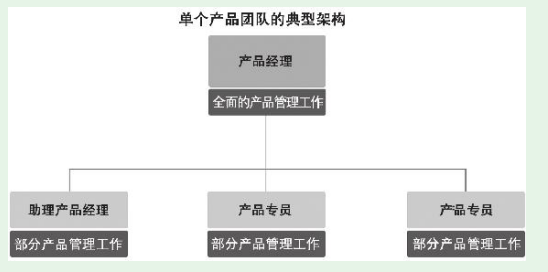 单个产品团队的典型架构
产品经理
全面的产品管理工作
助理产品经理
产品专员
产品专员
部分产品管理工作
部分产品管理工作
部分产品管理工作